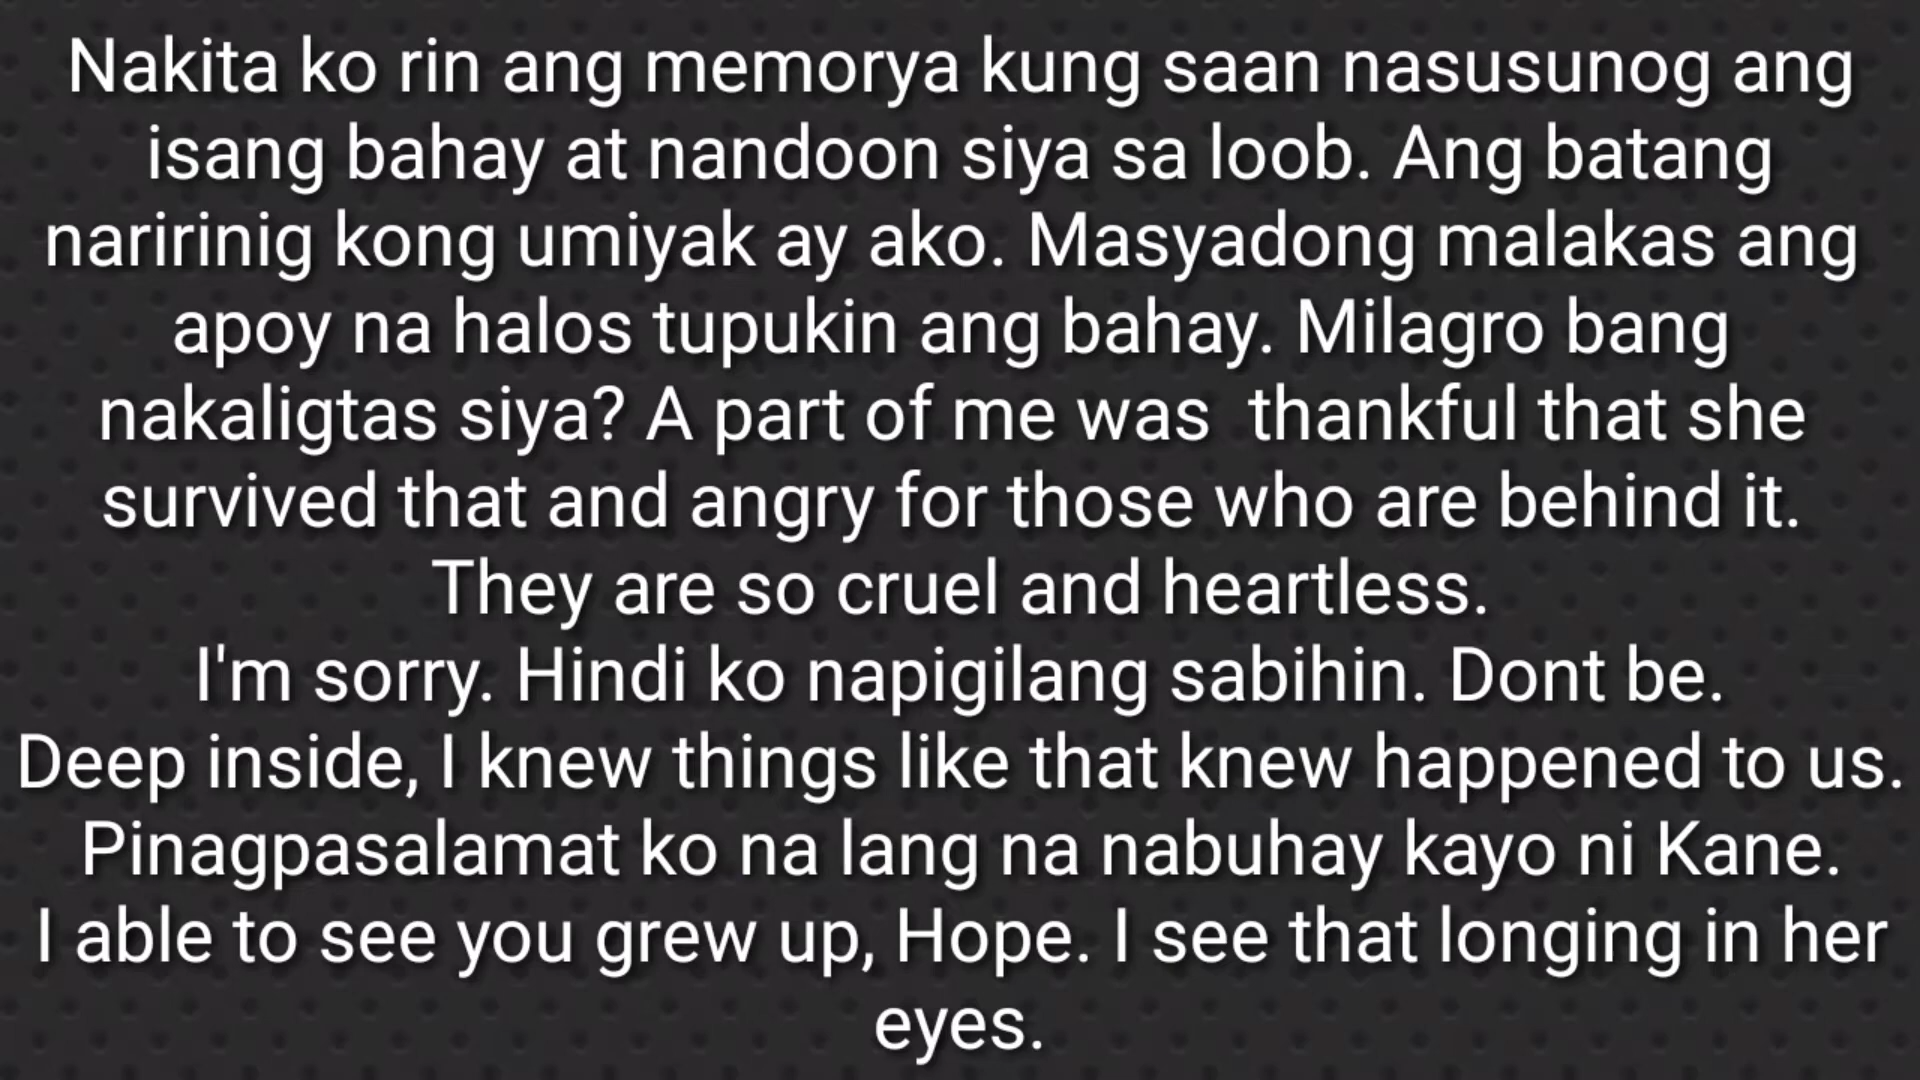 Nakita ko rin ang memorya kung saan nasusunog ang
isang bahay at nandoon siya sa loob. Ang batang
naririnig kong umiyak ay ako. Masyadong malakas ang
apoy na halos tupukin ang bahay. Milagro bang
nakaligtas siya? A part of me was  thankful that she
survived that and angry for those who are behind it.
They are so cruel and heartless.
I'm sorry. Hindi ko napigilang sabihin. Dont be.
Deep inside, I knew things like that knew happened to us.
Pinagpasalamat ko na lang na nabuhay kayo ni Kane.
I able to see you grew up, Hope. I see that longing in her
eyes.